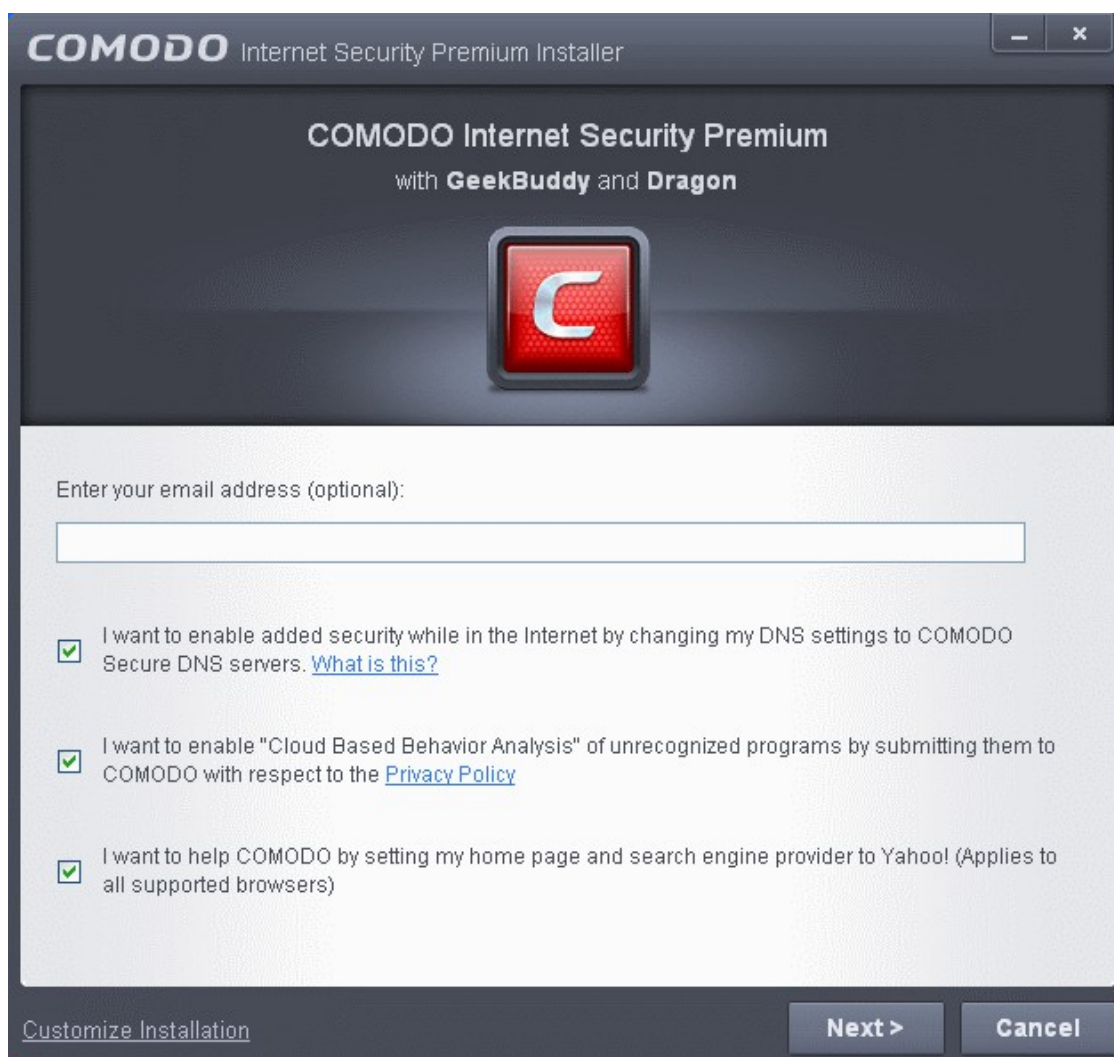 COMODO Internet Security Premium Installer
COMODO Internet Security Premium
with GeekBuddy and Dragon
C
Enter your email address (optional):
I want to enable added security while in the Internet by changing my DNS settings to COMODO
Secure DNS servers. What is this?
I want to enable "Cloud Based Behavior Analysis" of unrecognized programs by submitting them to
COMODO with respect to the Privacy Policy
I want to help COMODO by setting my home page and search engine provider to Yahoo! (Applies to
all supported browsers)
Customize Installation
Next >
Cancel